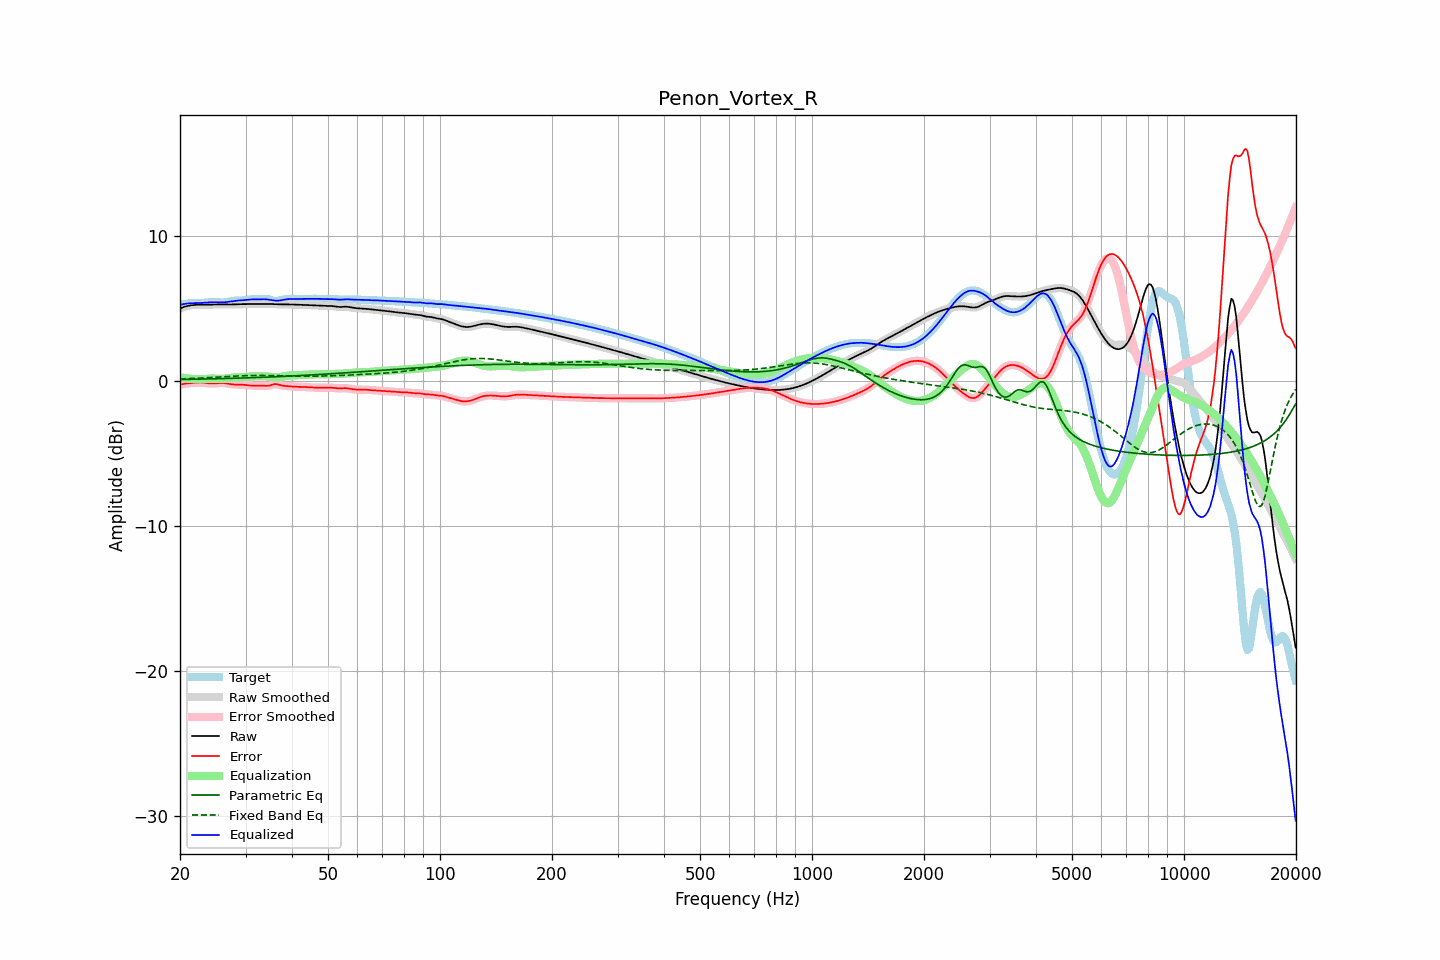 Penon_Vortex_R
Amplitude (dBr)
10
0
−10
−20
−30
Target
Raw Smoothed
Error Smoothed
Raw
Error
Equalization
Parametric Eq
Fixed Band Eq
Equalized
20 50 100 200 500 1000 2000 5000 10000 20000
Frequency (Hz)